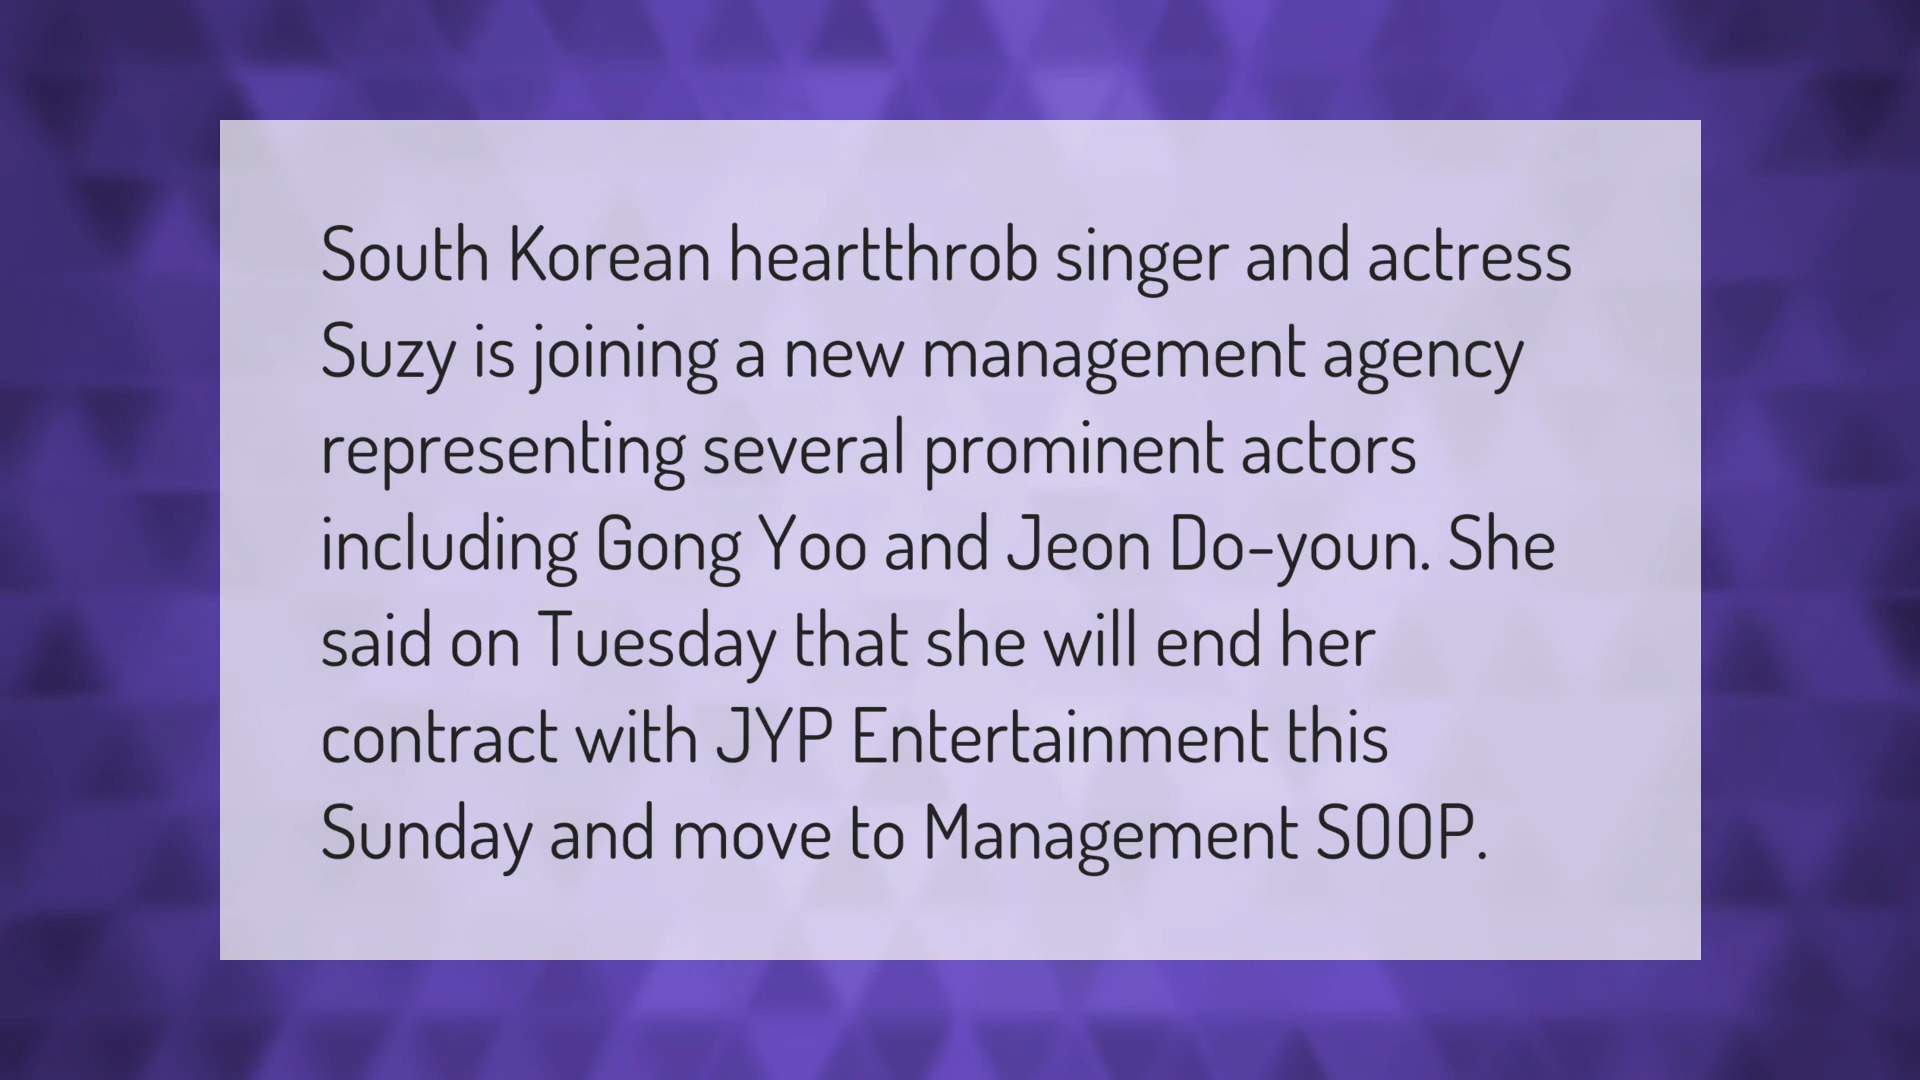 South Korean heartthrob singer and actress
Suzy is joining a new management agency
representing several prominent actors
including Gong Yoo and Jeon Do-youn. She
said on Tuesday that she will end her
contract with JYP Entertainment this
Sunday and move to Management SOOP.